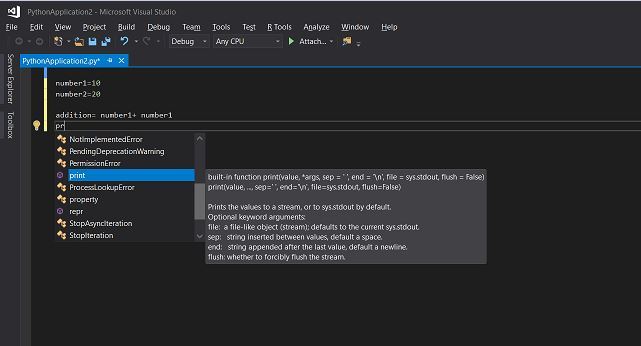 PythonApplication2 - Microsoft Visual Studio
File Edit View Project Debug Team Tools Test R Tools Analyze Window Help
Debug Any CPU Attach...
Server Explorer
Toolbox
PythonApplication2.py*
number1=10
number2=20
addition= number1+ number1
pr
NotImplementedError
PendingDeprecationWarning
PermissionError
print
ProcessLookupError
property
repr
StopAsyncIteration
StopIteration
built-in function print(value, *args, sep = ' ', end = '\n', file = sys.stdout, flush = False)
print(value, ..., sep=' ', end='\n', file=sys.stdout, flush=False)
Prints the values to a stream, or to sys.stdout by default.
Optional keyword arguments:
file: a file-like object (stream); defaults to the current sys.stdout.
sep: string inserted between values, default a space.
end: string appended after the last value, default a newline.
flush: whether to forcibly flush the stream.